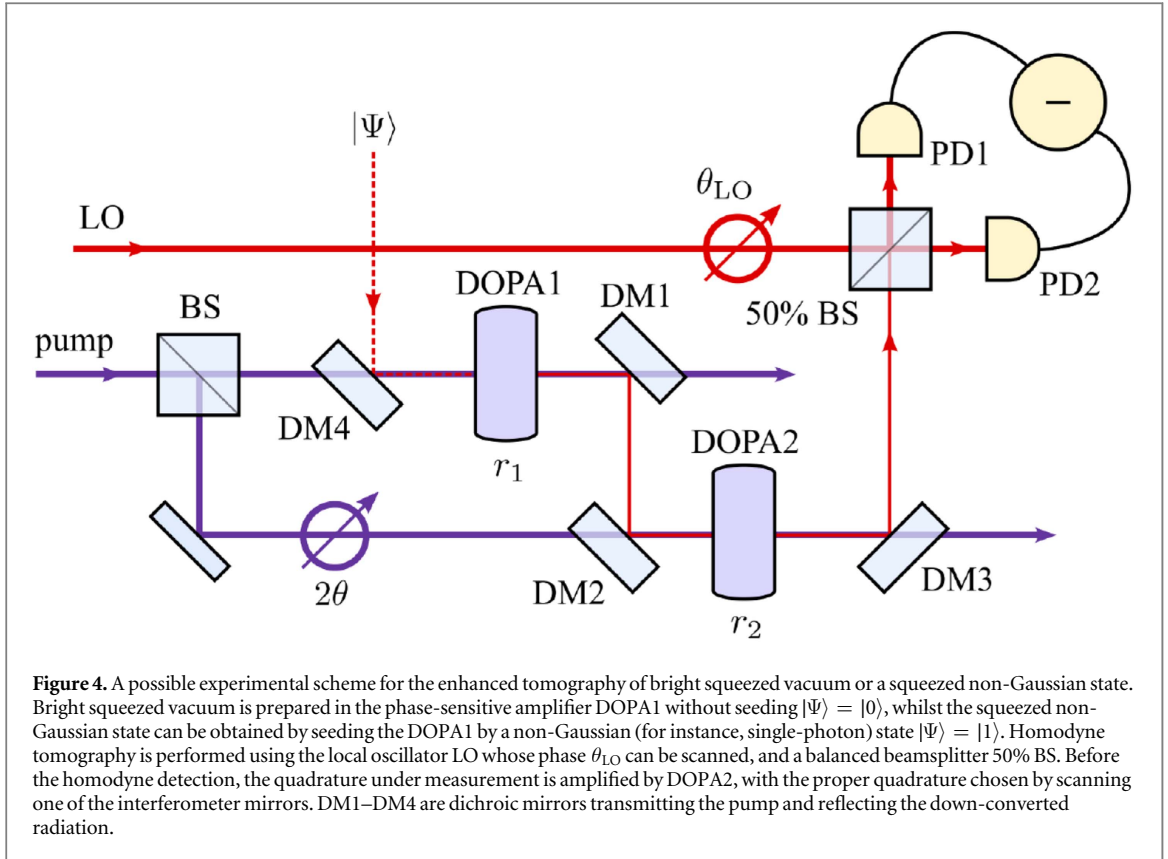 |Ψ⟩
LO
θ_LO
PD1
−
PD2
50% BS
BS
pump
DM4
DOPA1
r₁
DM1
2θ
DM2
DOPA2
r₂
DM3
Figure 4. A possible experimental scheme for the enhanced tomography of bright squeezed vacuum or a squeezed non-Gaussian state.
Bright squeezed vacuum is prepared in the phase-sensitive amplifier DOPA1 without seeding |Ψ⟩ = |0⟩, whilst the squeezed non-
Gaussian state can be obtained by seeding the DOPA1 by a non-Gaussian (for instance, single-photon) state |Ψ⟩ = |1⟩. Homodyne
tomography is performed using the local oscillator LO whose phase θ_LO can be scanned, and a balanced beamsplitter 50% BS. Before
the homodyne detection, the quadrature under measurement is amplified by DOPA2, with the proper quadrature chosen by scanning
one of the interferometer mirrors. DM1–DM4 are dichroic mirrors transmitting the pump and reflecting the down-converted
radiation.